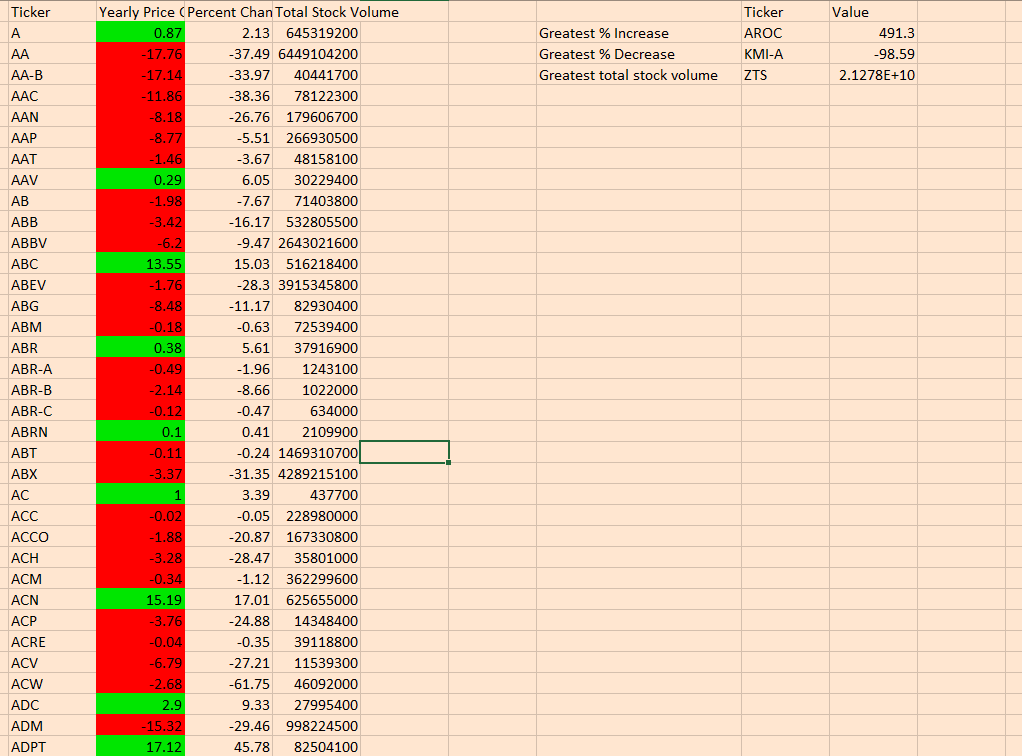 Ticker Yearly Price Percent Chan Total Stock Volume Ticker Value
A 0.87 2.13 645319200 Greatest % Increase AROC 491.3
AA -17.76 -37.49 6449104200 Greatest % Decrease KMI-A -98.59
AA-B -17.14 -33.97 40441700 Greatest total stock volume ZTS 2.1278E+10
AAC -11.86 -38.36 78122300
AAN -8.18 -26.76 179606700
AAP -8.77 -5.51 266930500
AAT -1.46 -3.67 48158100
AAV 0.29 6.05 30229400
AB -1.98 -7.67 71403800
ABB -3.42 -16.17 532805500
ABBV -6.2 -9.47 2643021600
ABC 13.55 15.03 516218400
ABEV -1.76 -28.3 3915345800
ABG -8.48 -11.17 82930400
ABM -0.18 -0.63 72539400
ABR 0.38 5.61 37916900
ABR-A -0.49 -1.96 1243100
ABR-B -2.14 -8.66 1022000
ABR-C -0.12 -0.47 634000
ABRN 0.1 0.41 2109900
ABT -0.11 -0.24 1469310700
ABX -3.37 -31.35 4289215100
AC 1 3.39 437700
ACC -0.02 -0.05 228980000
ACCO -1.88 -20.87 167330800
ACH -3.28 -28.47 35801000
ACM -0.34 -1.12 362299600
ACN 15.19 17.01 625655000
ACP -3.76 -24.88 14348400
ACRE -0.04 -0.35 39118800
ACV -6.79 -27.21 11539300
ACW -2.68 -61.75 46092000
ADC 2.9 9.33 27995400
ADM -15.32 -29.46 998224500
ADPT 17.12 45.78 82504100